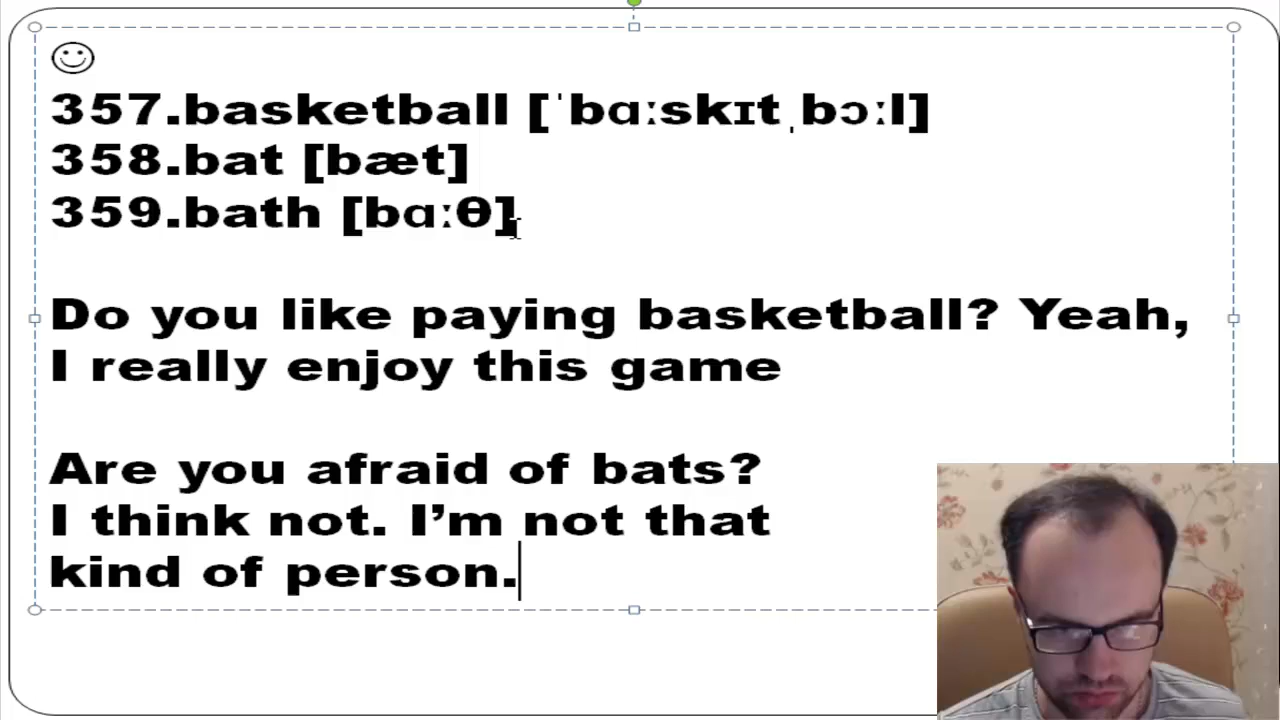 ☺
357.basketball [ˈbɑːskɪtˌbɔːl]
358.bat [bæt]
359.bath [bɑːθ]
Do you like paying basketball? Yeah,
I really enjoy this game
Are you afraid of bats?
I think not. I’m not that
kind of person.